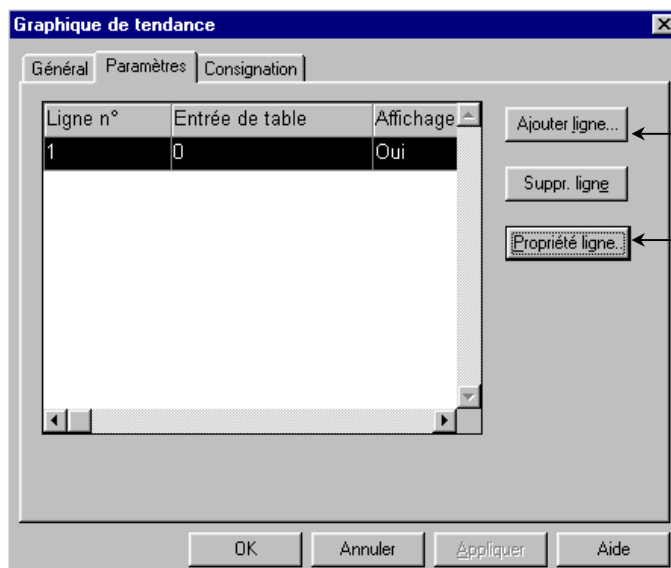 Graphique de tendance
Général Paramètres Consignation
Ligne n° Entrée de table Affichage
1 0 Oui
Ajouter ligne...
Suppr. ligne
Propriété ligne..
OK Annuler Appliquer Aide